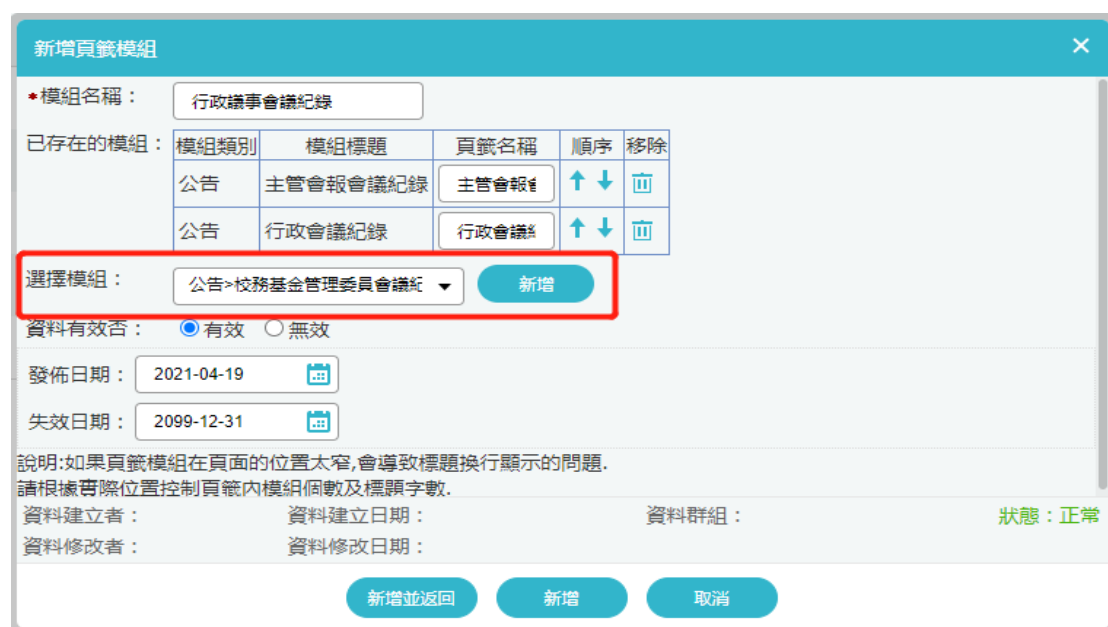 新增頁籤模組 ×
*模組名稱： 行政議事會議紀錄
已存在的模組： 模組類別 模組標題 頁籤名稱 順序 移除
公告 主管會報會議紀錄 主管會報會
公告 行政會議紀錄 行政會議紀
選擇模組： 公告>校務基金管理委員會議紀 新增
資料有效否： 有效 無效
發佈日期： 2021-04-19
失效日期： 2099-12-31
說明:如果頁籤模組在頁面的位置太窄,會導致標題換行顯示的問題.
請根據實際位置控制頁籤內模組個數及標題字數.
資料建立者： 資料建立日期： 資料群組： 狀態：正常
資料修改者： 資料修改日期：
新增並返回 新增 取消